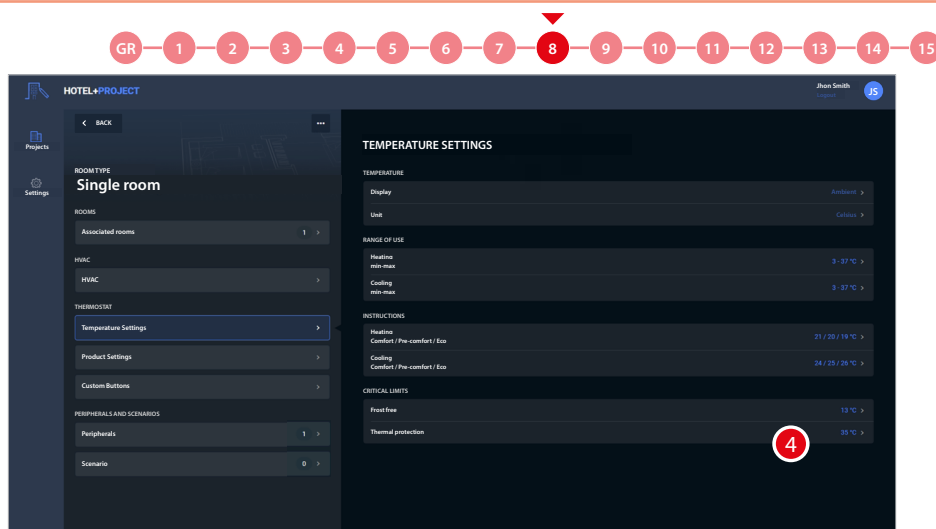 GR 1 2 3 4 5 6 7 8 9 10 11 12 13 14 15
HOTEL+PROJECT
Jhon Smith
Logout
JS
BACK
Projects
Settings
ROOM TYPE
Single room
ROOMS
Associated rooms 1
HVAC
HVAC
THERMOSTAT
Temperature Settings
Product Settings
Custom Buttons
PERIPHERALS AND SCENARIOS
Peripherals 1
Scenario 0
TEMPERATURE SETTINGS
TEMPERATURE
Display Ambient
Unit Celsius
RANGE OF USE
Heating
min-max
3 - 37 °C
Cooling
min-max
3 - 37 °C
INSTRUCTIONS
Heating
Comfort / Pre-comfort / Eco
21 / 20 / 19 °C
Cooling
Comfort / Pre-comfort / Eco
24 / 25 / 26 °C
CRITICAL LIMITS
Frost free 13 °C
Thermal protection 35 °C
4